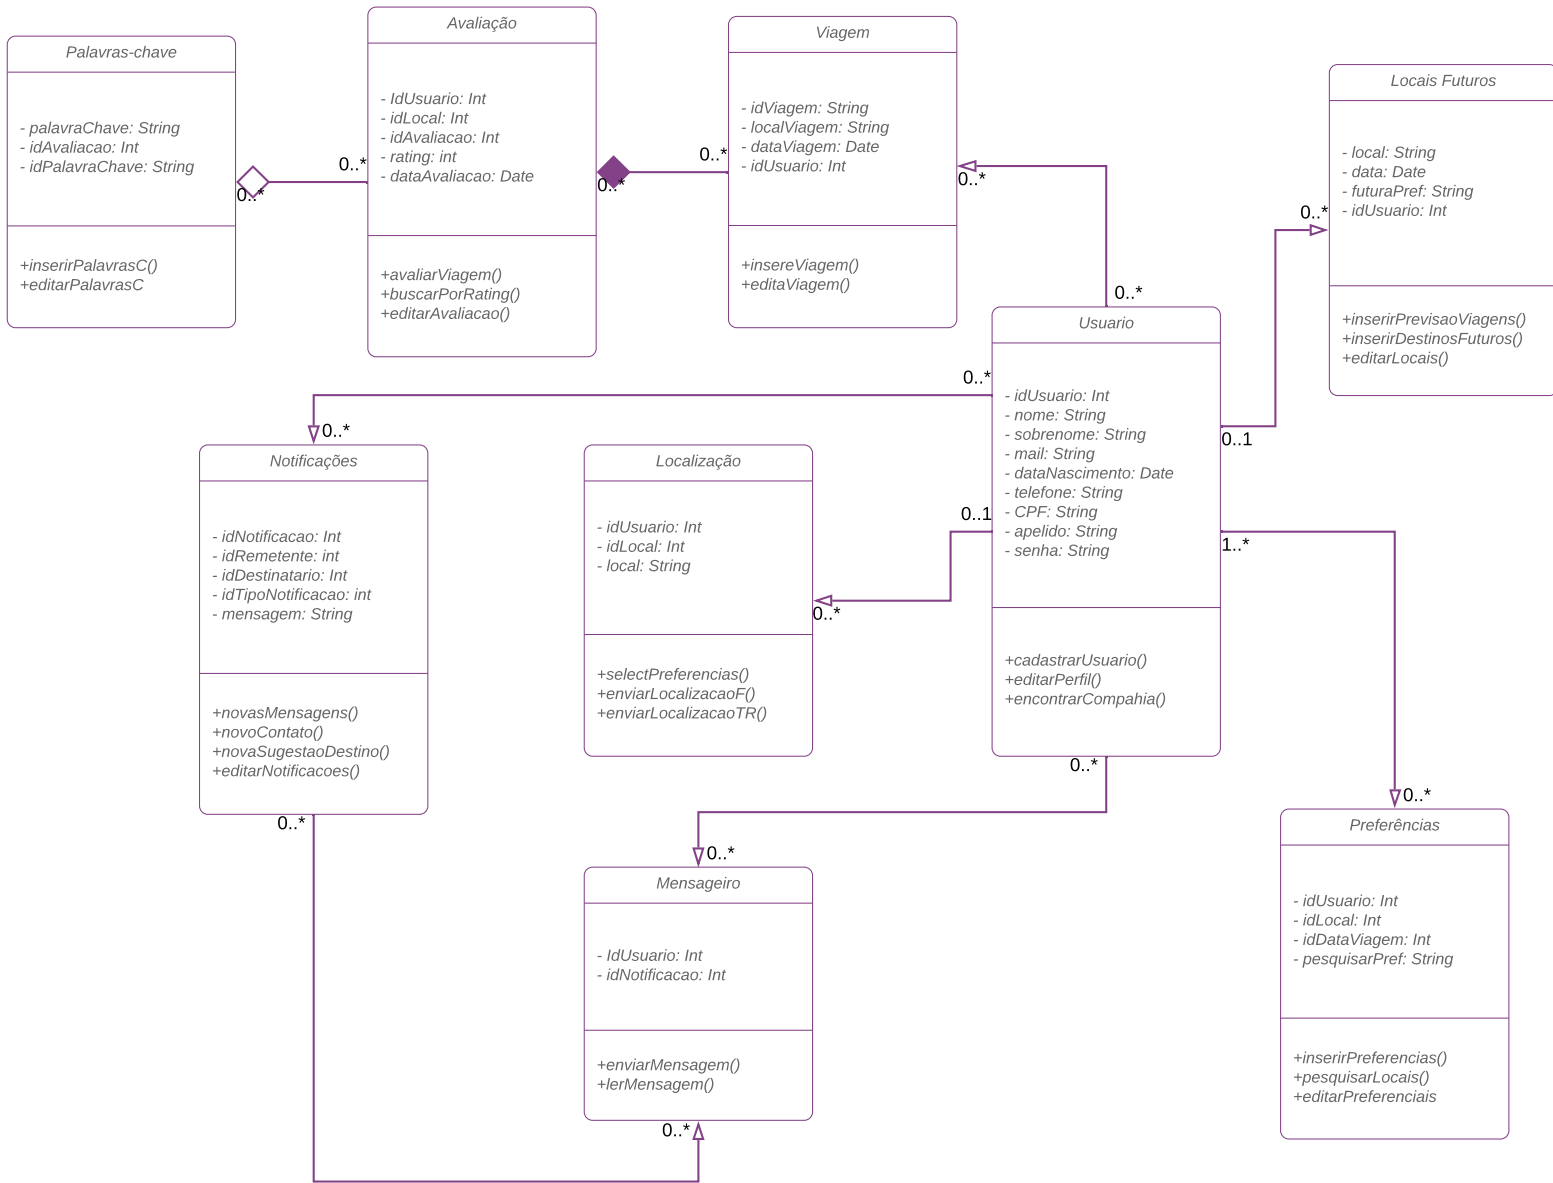 Palavras-chave
- palavraChave: String
- idAvaliacao: Int
- idPalavraChave: String
+inserirPalavrasC()
+editarPalavrasC
0..*
0..*
Avaliação
- IdUsuario: Int
- idLocal: Int
- idAvaliacao: Int
- rating: int
- dataAvaliacao: Date
+avaliarViagem()
+buscarPorRating()
+editarAvaliacao()
0..*
0..*
Viagem
- idViagem: String
- localViagem: String
- dataViagem: Date
- idUsuario: Int
+insereViagem()
+editaViagem()
0..*
0..*
Locais Futuros
- local: String
- data: Date
- futuraPref: String
- idUsuario: Int
+inserirPrevisaoViagens()
+inserirDestinosFuturos()
+editarLocais()
0..*
0..1
Usuario
- idUsuario: Int
- nome: String
- sobrenome: String
- mail: String
- dataNascimento: Date
- telefone: String
- CPF: String
- apelido: String
- senha: String
+cadastrarUsuario()
+editarPerfil()
+encontrarCompahia()
0..*
0..*
Notificações
- idNotificacao: Int
- idRemetente: int
- idDestinatario: Int
- idTipoNotificacao: int
- mensagem: String
+novasMensagens()
+novoContato()
+novaSugestaoDestino()
+editarNotificacoes()
0..*
Localização
- idUsuario: Int
- idLocal: Int
- local: String
+selectPreferencias()
+enviarLocalizacaoF()
+enviarLocalizacaoTR()
0..1
0..*
1..*
0..*
0..*
0..*
Mensageiro
- IdUsuario: Int
- idNotificacao: Int
+enviarMensagem()
+lerMensagem()
0..*
Preferências
- idUsuario: Int
- idLocal: Int
- idDataViagem: Int
- pesquisarPref: String
+inserirPreferencias()
+pesquisarLocais()
+editarPreferenciais